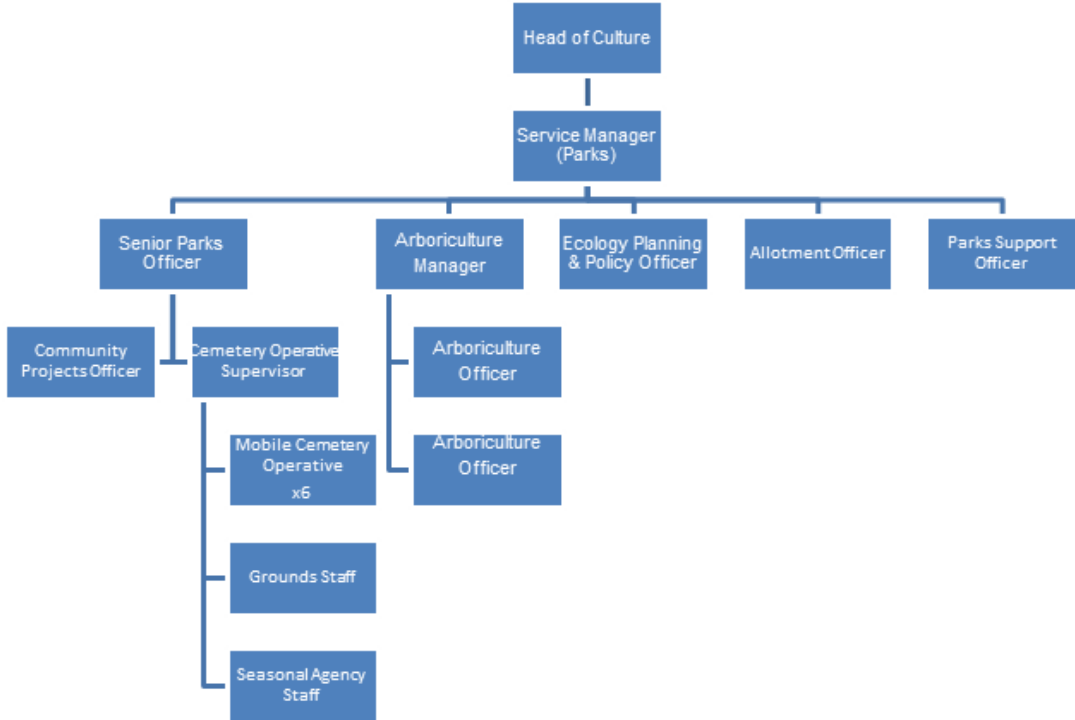 Head of Culture
Service Manager
(Parks)
Senior Parks
Officer
Arboriculture
Manager
Ecology Planning
& Policy Officer
Allotment Officer
Parks Support
Officer
Community
Projects Officer
Cemetery Operative
Supervisor
Arboriculture
Officer
Mobile Cemetery
Operative
x6
Arboriculture
Officer
Grounds Staff
Seasonal Agency
Staff